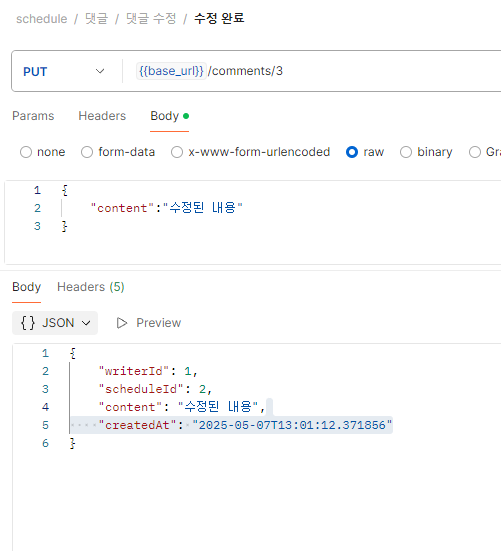 schedule / 댓글 / 댓글 수정 / 수정 완료
PUT {{base_url}}/comments/3
Params Headers Body
none form-data x-www-form-urlencoded raw binary Gra
1 {
2 "content":"수정된 내용"
3 }
Body Headers (5)
{} JSON Preview
1 {
2 "writerId": 1,
3 "scheduleId": 2,
4 "content": "수정된 내용",
5 "createdAt": "2025-05-07T13:01:12.371856"
6 }